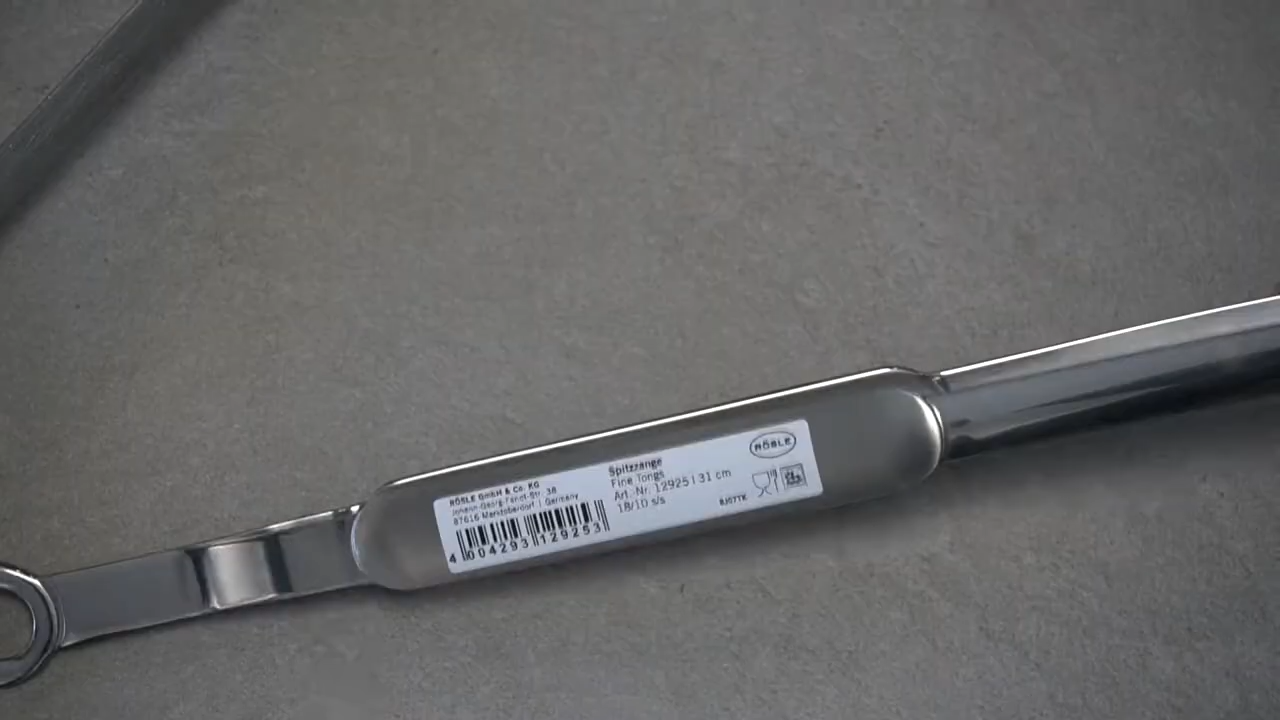 RÖSLE GmbH & Co. KG
Johann-Georg-Fendt-Str. 38
87616 Marktoberdorf | Germany
4 004293 129253
Spitzzange
Fine Tongs
Art. Nr. 12925 | 31 cm
18/10 s/s
RÖSLE